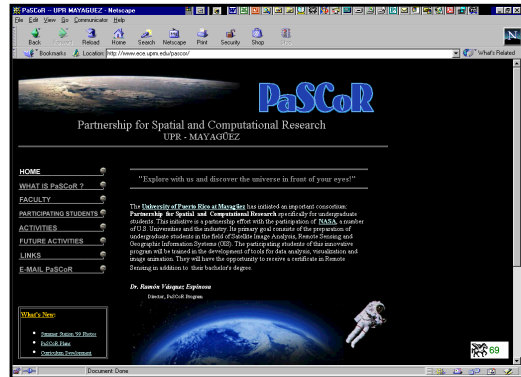 PaSCoR -- UPR MAYAGUEZ - Netscape
File Edit View Go Communicator Help
Back Reload Home Search Netscape Print Security Shop Stop
Bookmarks Location: http://www.ece.uprm.edu/pascor/ What's Related
N
PaSCoR
Partnership for Spatial and Computational Research
UPR - MAYAGÜEZ
HOME
WHAT IS PaSCoR ?
FACULTY
PARTICIPATING STUDENTS
ACTIVITIES
FUTURE ACTIVITIES
LINKS
E-MAIL PaSCoR
"Explore with us and discover the universe in front of your eyes!"
The University of Puerto Rico at Mayagüez has initiated an important consortium:
Partnership for Spatial and Computational Research specifically for undergraduate
students. This initiative is a partnership effort with the participation of NASA, a number
of U.S. Universities and the industry. Its primary goal consists of the preparation of
undergraduate students in the field of Satellite Image Analysis, Remote Sensing and
Geographic Information Systems (GIS). The participating students of this innovative
program will be trained in the development of tools for data analysis, visualization and
image animation. They will have the opportunity to receive a certificate in Remote
Sensing in addition to their bachelor's degree.
Dr. Ramón Vásquez Espinosa
Director, PaSCoR Program
What's New:
Summer Station '99 Photos
PaSCoR Plans
Curriculum Development
69
Document: Done